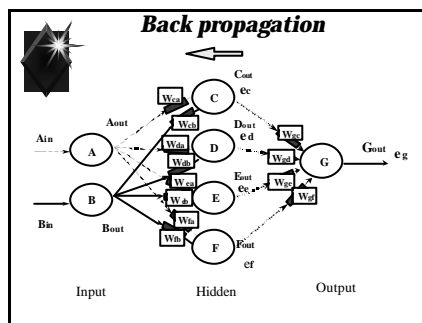 Back propagation
Cout
Wca
C
ec
Aout
Wcb
Dout
ed
Wgc
Ain
A
Wda
D
Wgd
G
Gout
eg
Wdb
Eout
Wea
B
ee
Wge
Web
E
Wgf
Bin
Bout
Wfa
Wfb
F
Fout
ef
Input
Hidden
Output